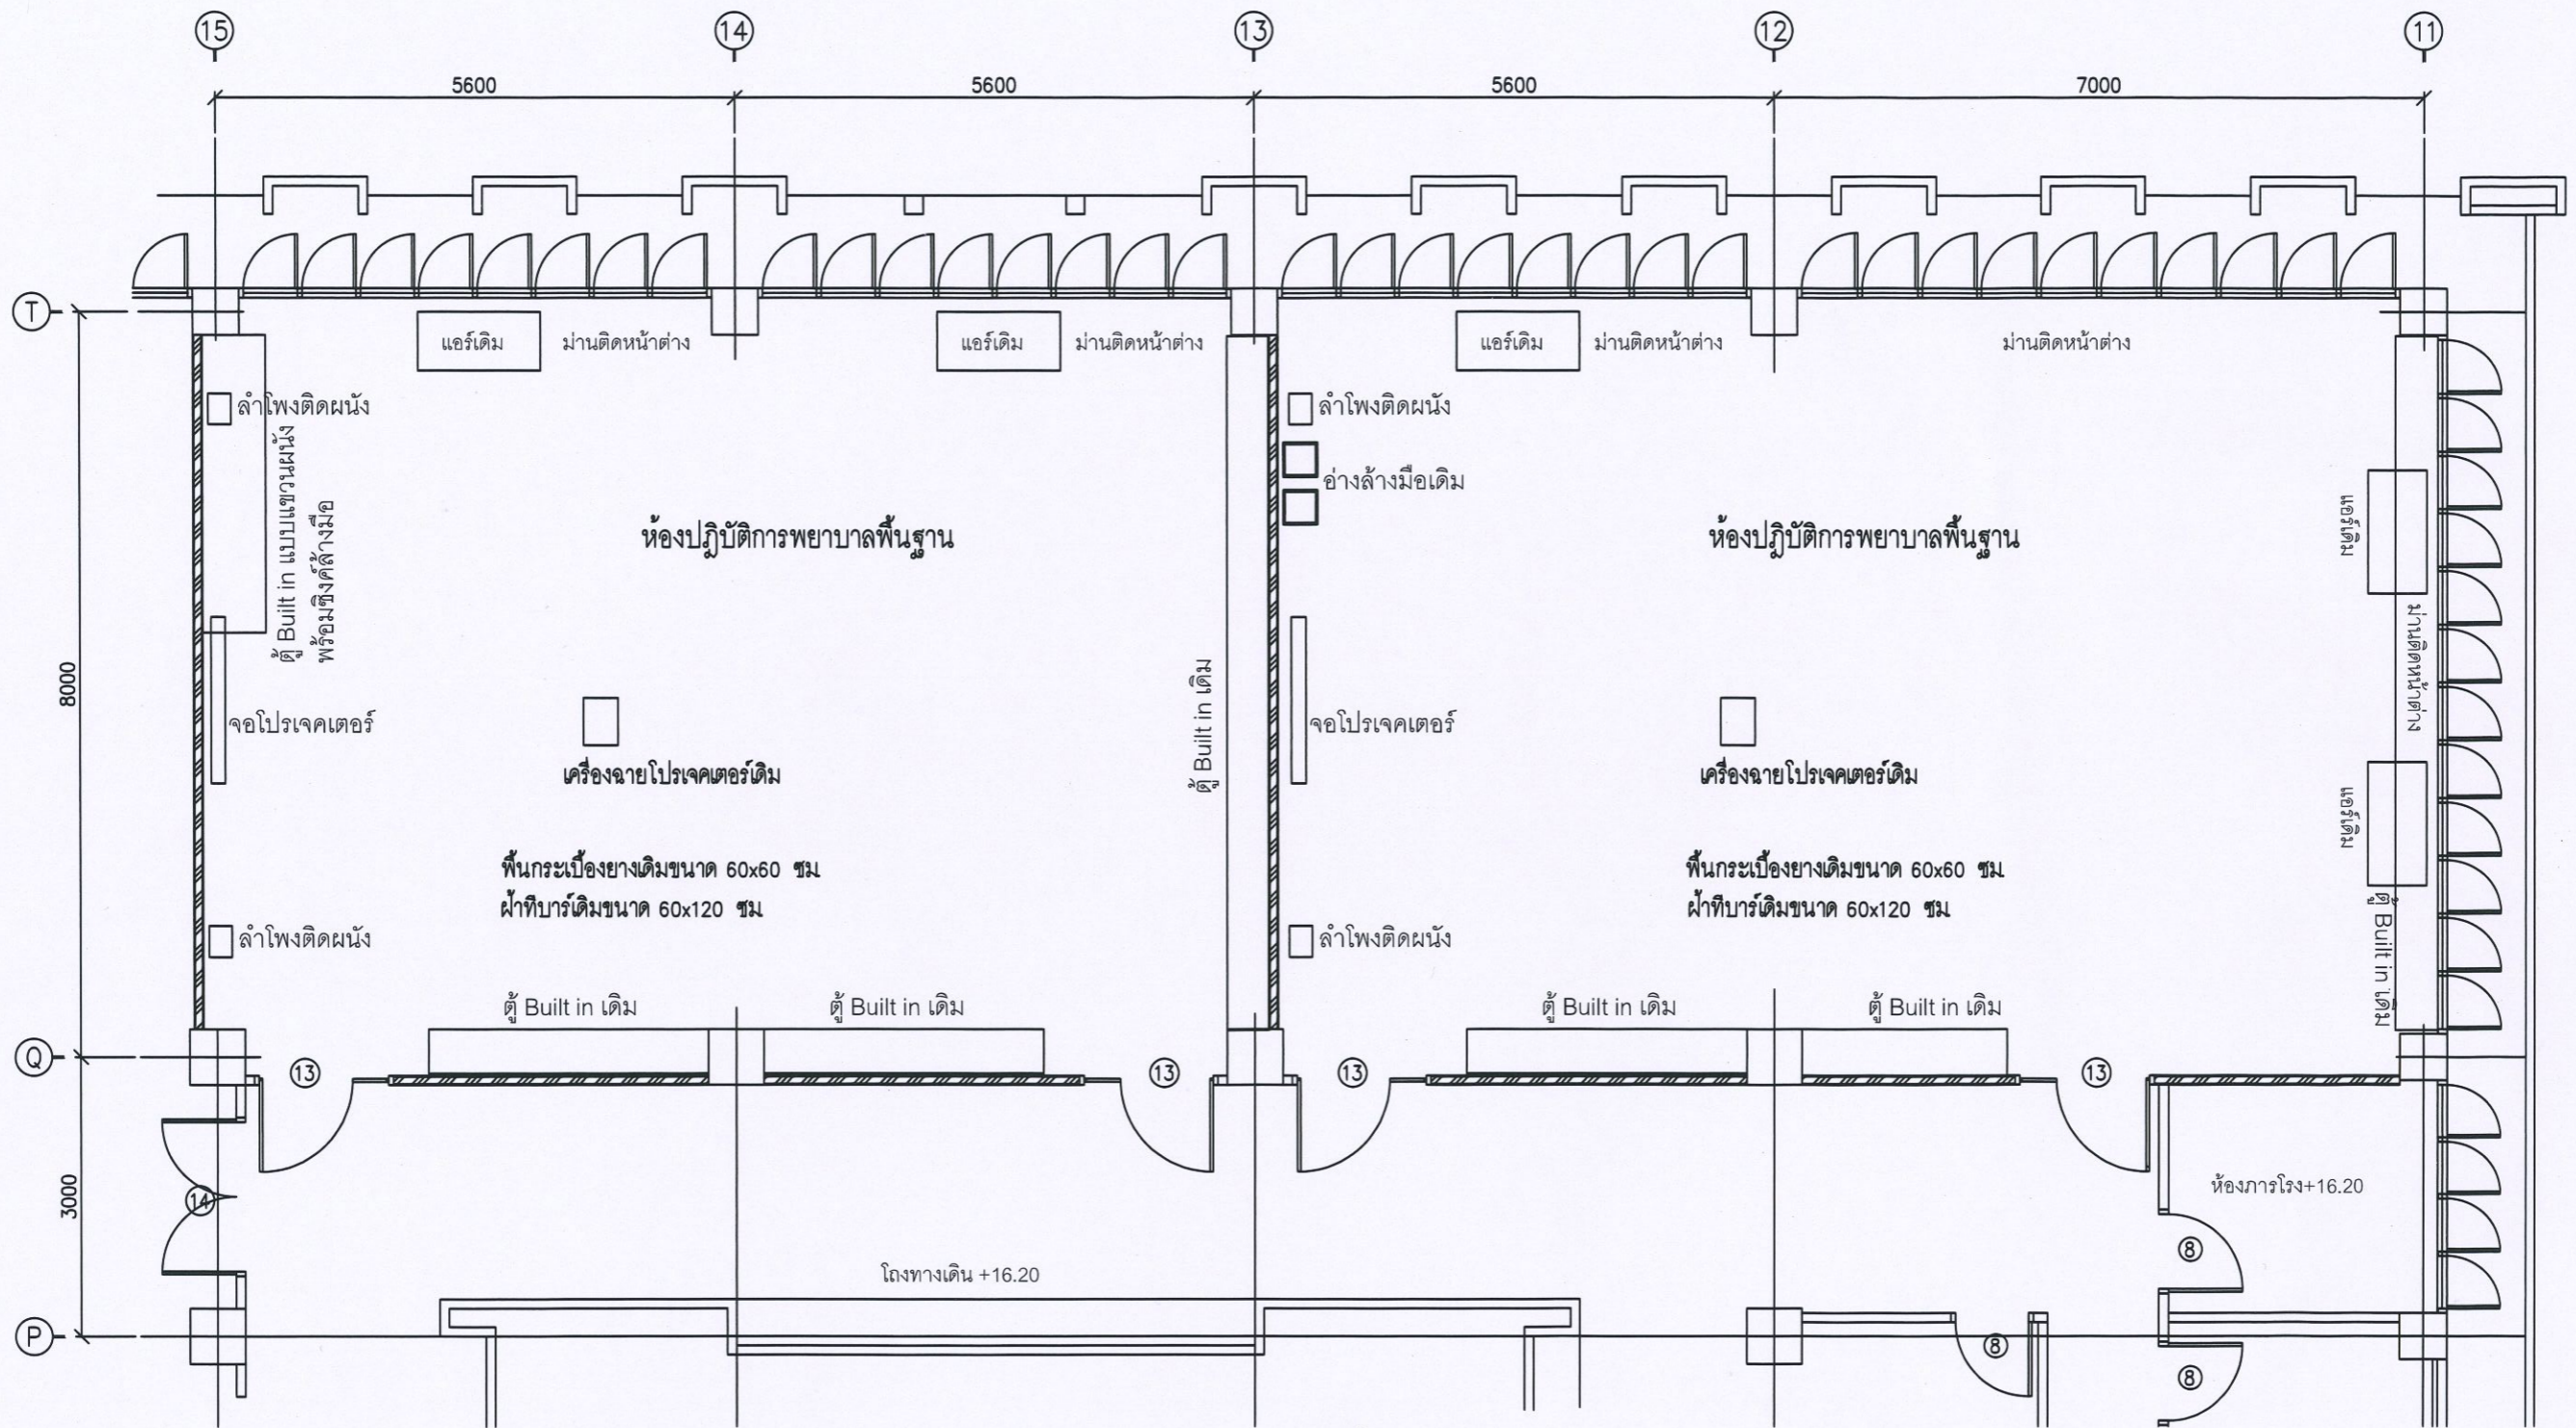 15 14 13 12 11
5600 5600 5600 7000
T
แอร์เดิม ม่านติดหน้าต่าง แอร์เดิม ม่านติดหน้าต่าง แอร์เดิม ม่านติดหน้าต่าง ม่านติดหน้าต่าง
ลำโพงติดผนัง ลำโพงติดผนัง
ตู้ Built in แบบแขวนผนัง
พร้อมซิงค์ล้างมือ
อ่างล้างมือเดิม
ห้องปฎิบัติการพยาบาลพื้นฐาน ห้องปฎิบัติการพยาบาลพื้นฐาน
แอร์เดิม
ม่านติดหน้าต่าง
8000
ตู้ Built in เดิม
จอโปรเจคเตอร์ จอโปรเจคเตอร์
เครื่องฉายโปรเจคเตอร์เดิม เครื่องฉายโปรเจคเตอร์เดิม
แอร์เดิม
พื้นกระเบื้องยางเดิมขนาด 60x60 ซม. พื้นกระเบื้องยางเดิมขนาด 60x60 ซม.
ฝ้าทีบาร์เดิมขนาด 60x120 ซม. ฝ้าทีบาร์เดิมขนาด 60x120 ซม.
ลำโพงติดผนัง ลำโพงติดผนัง
ตู้ Built in เดิม
ตู้ Built in เดิม ตู้ Built in เดิม ตู้ Built in เดิม ตู้ Built in เดิม
Q
13 13 13 13
3000
14
ห้องภารโรง+16.20
8
โถงทางเดิน +16.20
P
8
8